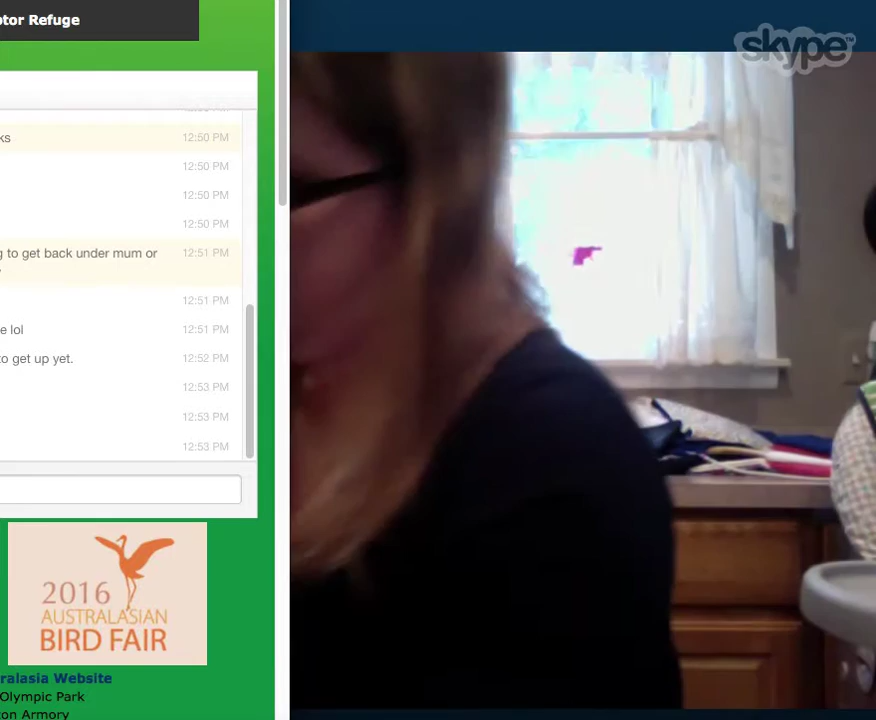 tor Refuge
ks
12:50 PM
12:50 PM
12:50 PM
12:50 PM
g to get back under mum or
12:51 PM
12:51 PM
e lol
12:51 PM
to get up yet.
12:52 PM
12:53 PM
12:53 PM
12:53 PM
2016
AUSTRALASIAN
BIRD FAIR
ralasia Website
Olympic Park
on Armory
skype™